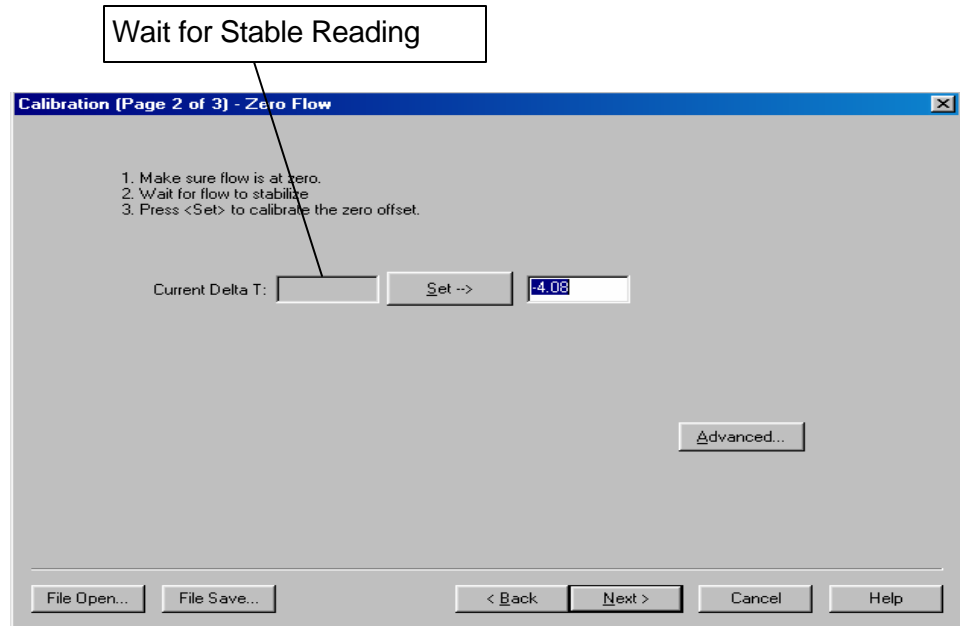 Wait for Stable Reading
Calibration (Page 2 of 3) - Zero Flow
1. Make sure flow is at zero.
2. Wait for flow to stabilize
3. Press <Set> to calibrate the zero offset.
Current Delta T: Set --> -4.08
Advanced...
File Open... File Save... < Back Next > Cancel Help